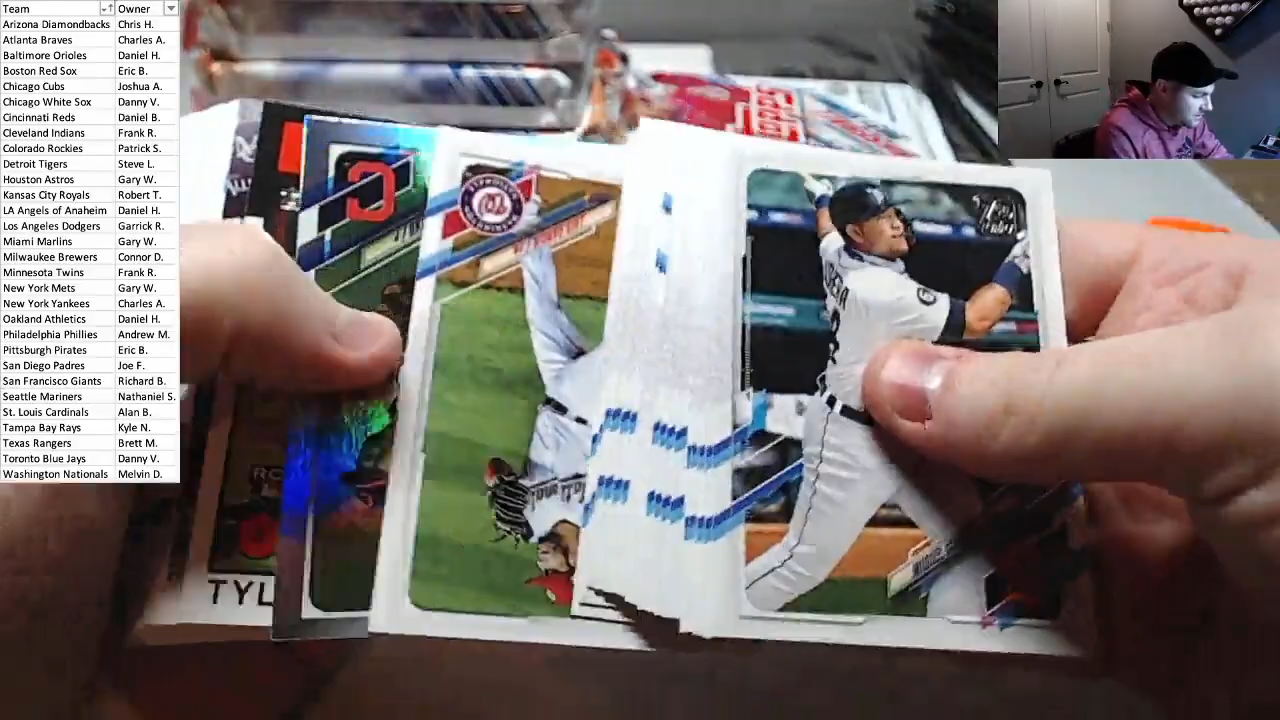 Team Owner
Arizona Diamondbacks Chris H.
Atlanta Braves Charles A.
Baltimore Orioles Daniel H.
Boston Red Sox Eric B.
Chicago Cubs Joshua A.
Chicago White Sox Danny V.
Cincinnati Reds Daniel B.
Cleveland Indians Frank R.
Colorado Rockies Patrick S.
Detroit Tigers Steve L.
Houston Astros Gary W.
Kansas City Royals Robert T.
LA Angels of Anaheim Daniel H.
Los Angeles Dodgers Garrick R.
Miami Marlins Gary W.
Milwaukee Brewers Connor D.
Minnesota Twins Frank R.
New York Mets Gary W.
New York Yankees Charles A.
Oakland Athletics Daniel H.
Philadelphia Phillies Andrew M.
Pittsburgh Pirates Eric B.
San Diego Padres Joe F.
San Francisco Giants Richard B.
Seattle Mariners Nathaniel S.
St. Louis Cardinals Alan B.
Tampa Bay Rays Kyle N.
Texas Rangers Brett M.
Toronto Blue Jays Danny V.
Washington Nationals Melvin D.
TYL